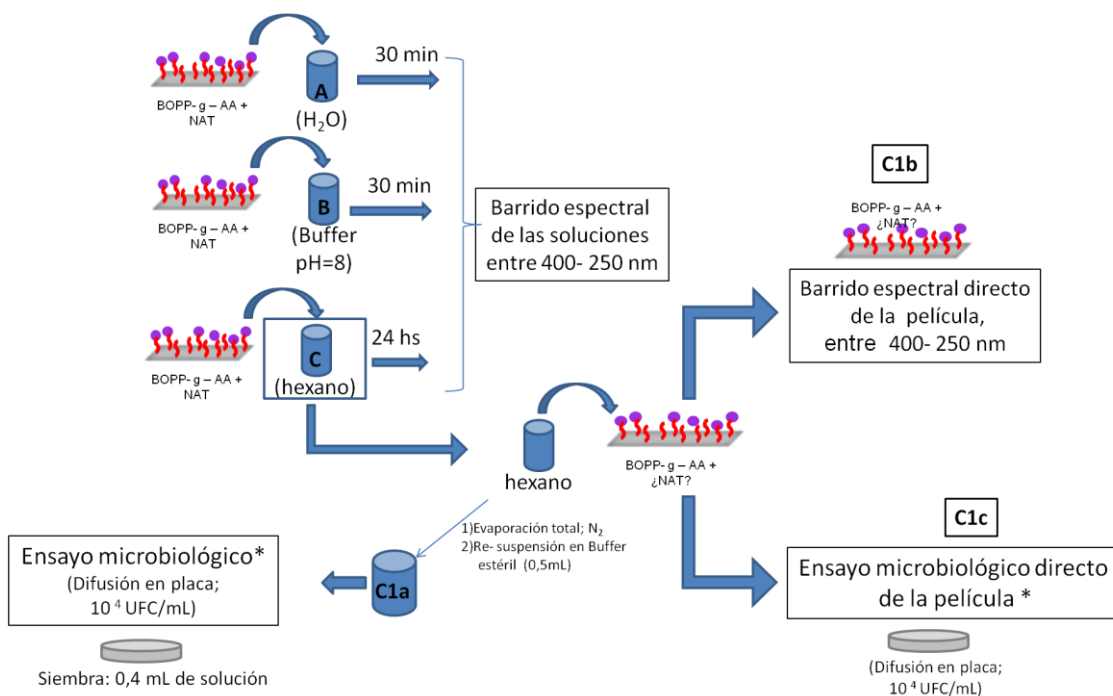 30 min
A
BOPP- g – AA +
NAT
(H₂O)
30 min
B
BOPP- g – AA +
NAT
(Buffer
pH=8)
24 hs
C
BOPP- g – AA +
NAT
(hexano)
Barrido espectral
de las soluciones
entre 400- 250 nm
C1b
BOPP- g – AA +
¿NAT?
Barrido espectral directo
de la película,
entre 400- 250 nm
hexano
BOPP- g – AA +
¿NAT?
1)Evaporación total; N₂
2)Re- suspensión en Buffer
estéril (0,5mL)
C1a
Ensayo microbiológico*
(Difusión en placa;
10 ⁴ UFC/mL)
Siembra: 0,4 mL de solución
C1c
Ensayo microbiológico directo
de la película *
(Difusión en placa;
10⁴ UFC/mL)